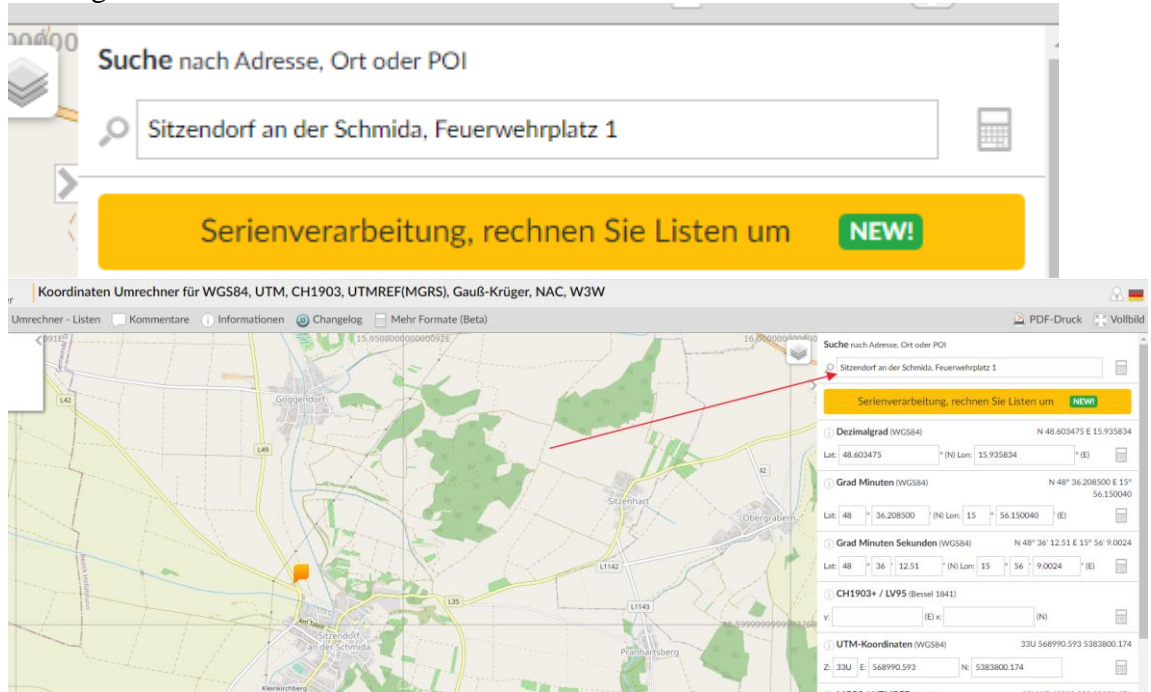 Suche nach Adresse, Ort oder POI
Sitzendorf an der Schmida, Feuerwehrplatz 1
Serienverarbeitung, rechnen Sie Listen um NEW!
Koordinaten Umrechner für WGS84, UTM, CH1903, UTMREF(MGRS), Gauß-Krüger, NAC, W3W
Umrechner - Listen Kommentare Informationen Changelog Mehr Formate (Beta) PDF-Druck Vollbild
Suche nach Adresse, Ort oder POI
Sitzendorf an der Schmida, Feuerwehrplatz 1
Serienverarbeitung, rechnen Sie Listen um NEW!
Dezimalgrad (WGS84) N 48.603475 E 15.935834
Lat: 48.603475 ° (N) Lon: 15.935834 ° (E)
Grad Minuten (WGS84) N 48° 36.208500 E 15°
56.150040
Lat: 48 ° 36.208500 ' (N) Lon: 15 ° 56.150040 ' (E)
Grad Minuten Sekunden (WGS84) N 48° 36' 12.51 E 15° 56' 9.0024
Lat: 48 ° 36 ' 12.51 " (N) Lon: 15 ° 56 ' 9.0024 " (E)
CH1903+ / LV95 (Bessel 1841)
y: (E) x: (N)
UTM-Koordinaten (WGS84) 33U 568990.593 5383800.174
Z: 33U E: 568990.593 N: 5383800.174
Goggendorf
L42
L49
Sitzenhart
Obergrabern
L1142
L35
L1143
Am Tabor
Sitzendorf
an der Schmida
Pranhartsberg
Kleinkirchberg